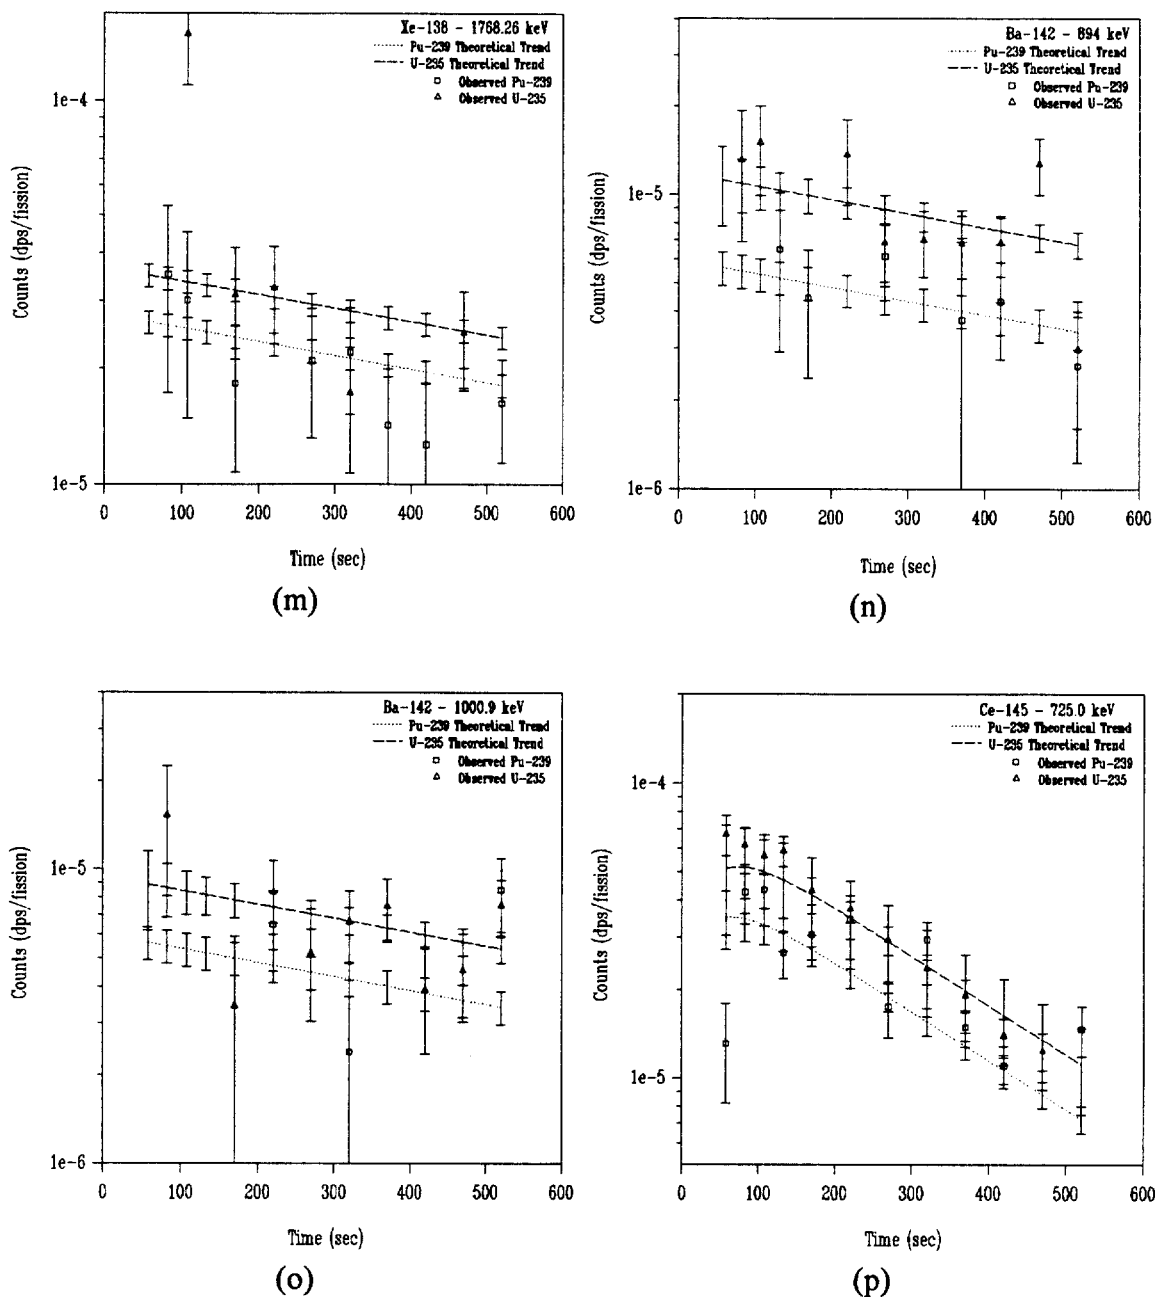 Xe-138 - 1768.26 keV
Pu-239 Theoretical Trend
U-235 Theoretical Trend
Observed Pu-239
Observed U-235
1e-4
1e-5
Counts (dps/fission)
0 100 200 300 400 500 600
Time (sec)
(m)
Ba-142 - 894 keV
Pu-239 Theoretical Trend
U-235 Theoretical Trend
Observed Pu-239
Observed U-235
1e-5
1e-6
Counts (dps/fission)
0 100 200 300 400 500 600
Time (sec)
(n)
Ba-142 - 1000.9 keV
Pu-239 Theoretical Trend
U-235 Theoretical Trend
Observed Pu-239
Observed U-235
1e-5
1e-6
Counts (dps/fission)
0 100 200 300 400 500 600
Time (sec)
(o)
Ce-145 - 725.0 keV
Pu-239 Theoretical Trend
U-235 Theoretical Trend
Observed Pu-239
Observed U-235
1e-4
1e-5
Counts (dps/fission)
0 100 200 300 400 500 600
Time (sec)
(p)